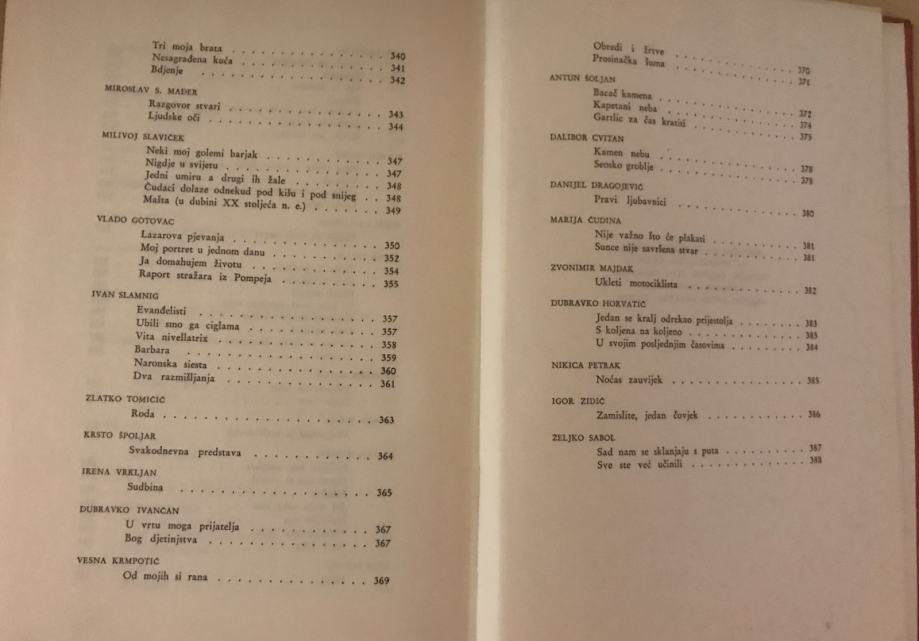 Tri moja brata . . . . . . . . . . . . . . . 340
Nesagrađena kuća . . . . . . . . . . . . . . 341
Bdjenje . . . . . . . . . . . . . . . . 342
MIROSLAV S. MAĐER
Razgovor stvari . . . . . . . . . . . . . . . 343
Ljudske oči . . . . . . . . . . . . . . . . 344
MILIVOJ SLAVIČEK
Neki moj golemi barjak . . . . . . . . . . . . 347
Nigdje u svijetu . . . . . . . . . . . . . . . 347
Jedni umiru a drugi ih žale . . . . . . . . . . 348
Čudaci dolaze odnekud pod kišu i pod snijeg . . 348
Mašta (u dubini XX stoljeća n. e.) . . . . . . . 349
VLADO GOTOVAC
Lazarova pjevanja . . . . . . . . . . . . . . 350
Moj portret u jednom danu . . . . . . . . . . . 352
Ja domahujem životu . . . . . . . . . . . . . 354
Raport stražara iz Pompeja . . . . . . . . . . 355
IVAN SLAMNIG
Evanđelisti . . . . . . . . . . . . . . . . 357
Ubili smo ga ciglama . . . . . . . . . . . . . 357
Vita nivellatrix . . . . . . . . . . . . . . . 358
Barbara . . . . . . . . . . . . . . . . . 359
Naronska siesta . . . . . . . . . . . . . . . 360
Dva razmišljanja . . . . . . . . . . . . . . 361
ZLATKO TOMIČIĆ
Roda . . . . . . . . . . . . . . . . . . 363
KRSTO ŠPOLJAR
Svakodnevna predstava . . . . . . . . . . . . 364
IRENA VRKLJAN
Sudbina . . . . . . . . . . . . . . . . . 365
DUBRAVKO IVANČAN
U vrtu moga prijatelja . . . . . . . . . . . . 367
Bog djetinjstva . . . . . . . . . . . . . . . 367
VESNA KRMPOTIĆ
Od mojih si rana . . . . . . . . . . . . . . 369
Obredi i žrtve . . . . . . . . . . . . . . . 370
Prosinačka šuma . . . . . . . . . . . . . . 371
ANTUN ŠOLJAN
Bacač kamena . . . . . . . . . . . . . . . 372
Kapetani neba . . . . . . . . . . . . . . . 374
Gartlic za čas kratiti . . . . . . . . . . . . 375
DALIBOR CVITAN
Kamen nebu . . . . . . . . . . . . . . . . 378
Seosko groblje . . . . . . . . . . . . . . . 378
DANIJEL DRAGOJEVIĆ
Pravi ljubavnici . . . . . . . . . . . . . . 380
MARIJA ČUDINA
Nije važno što će plakati . . . . . . . . . . . 381
Sunce nije savršena stvar . . . . . . . . . . . 381
ZVONIMIR MAJDAK
Ukleti motociklista . . . . . . . . . . . . . 382
DUBRAVKO HORVATIĆ
Jedan se kralj odrekao prijestolja . . . . . . . 383
S koljena na koljeno . . . . . . . . . . . . . 383
U svojim posljednjim časovima . . . . . . . . . 384
NIKICA PETRAK
Noćas zauvijek . . . . . . . . . . . . . . . 385
IGOR ZIDIĆ
Zamislite, jedan čovjek . . . . . . . . . . . . 386
ŽELJKO SABOL
Sad nam se sklanjaju s puta . . . . . . . . . . 387
Sve ste već učinili . . . . . . . . . . . . . 388